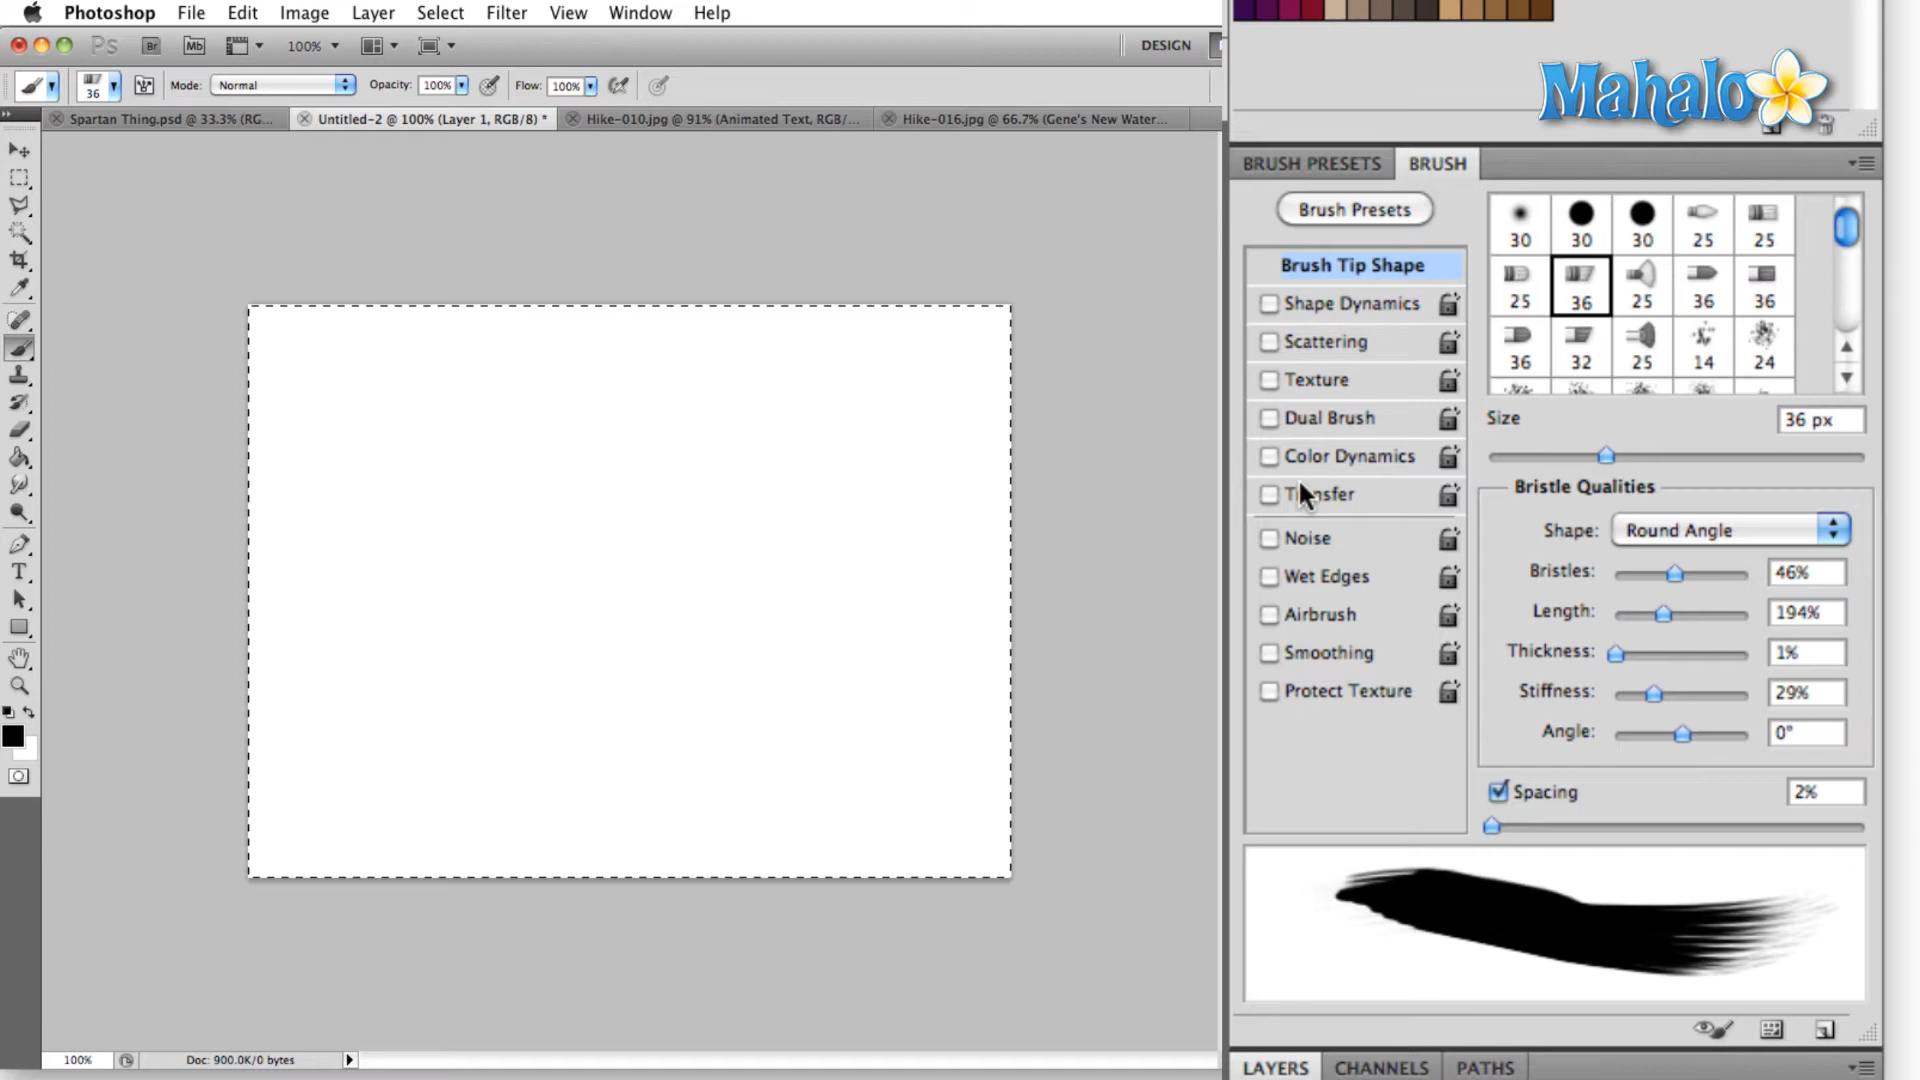 Photoshop File Edit Image Layer Select Filter View Window Help
Ps Br Mb 100% DESIGN
36 Mode: Normal Opacity: 100% Flow: 100%
Spartan Thing.psd @ 33.3% (RG... Untitled-2 @ 100% (Layer 1, RGB/8) * Hike-010.jpg @ 91% (Animated Text, RGB/... Hike-016.jpg @ 66.7% (Gene's New Water...
T
100% Doc: 900.0K/0 bytes
Mahalo
BRUSH PRESETS BRUSH
Brush Presets
Brush Tip Shape
Shape Dynamics
Scattering
Texture
Dual Brush
Color Dynamics
Transfer
Noise
Wet Edges
Airbrush
Smoothing
Protect Texture
30 30 30 25 25
25 36 25 36 36
36 32 25 14 24
Size 36 px
Bristle Qualities
Shape: Round Angle
Bristles: 46%
Length: 194%
Thickness: 1%
Stiffness: 29%
Angle: 0°
Spacing 2%
LAYERS CHANNELS PATHS